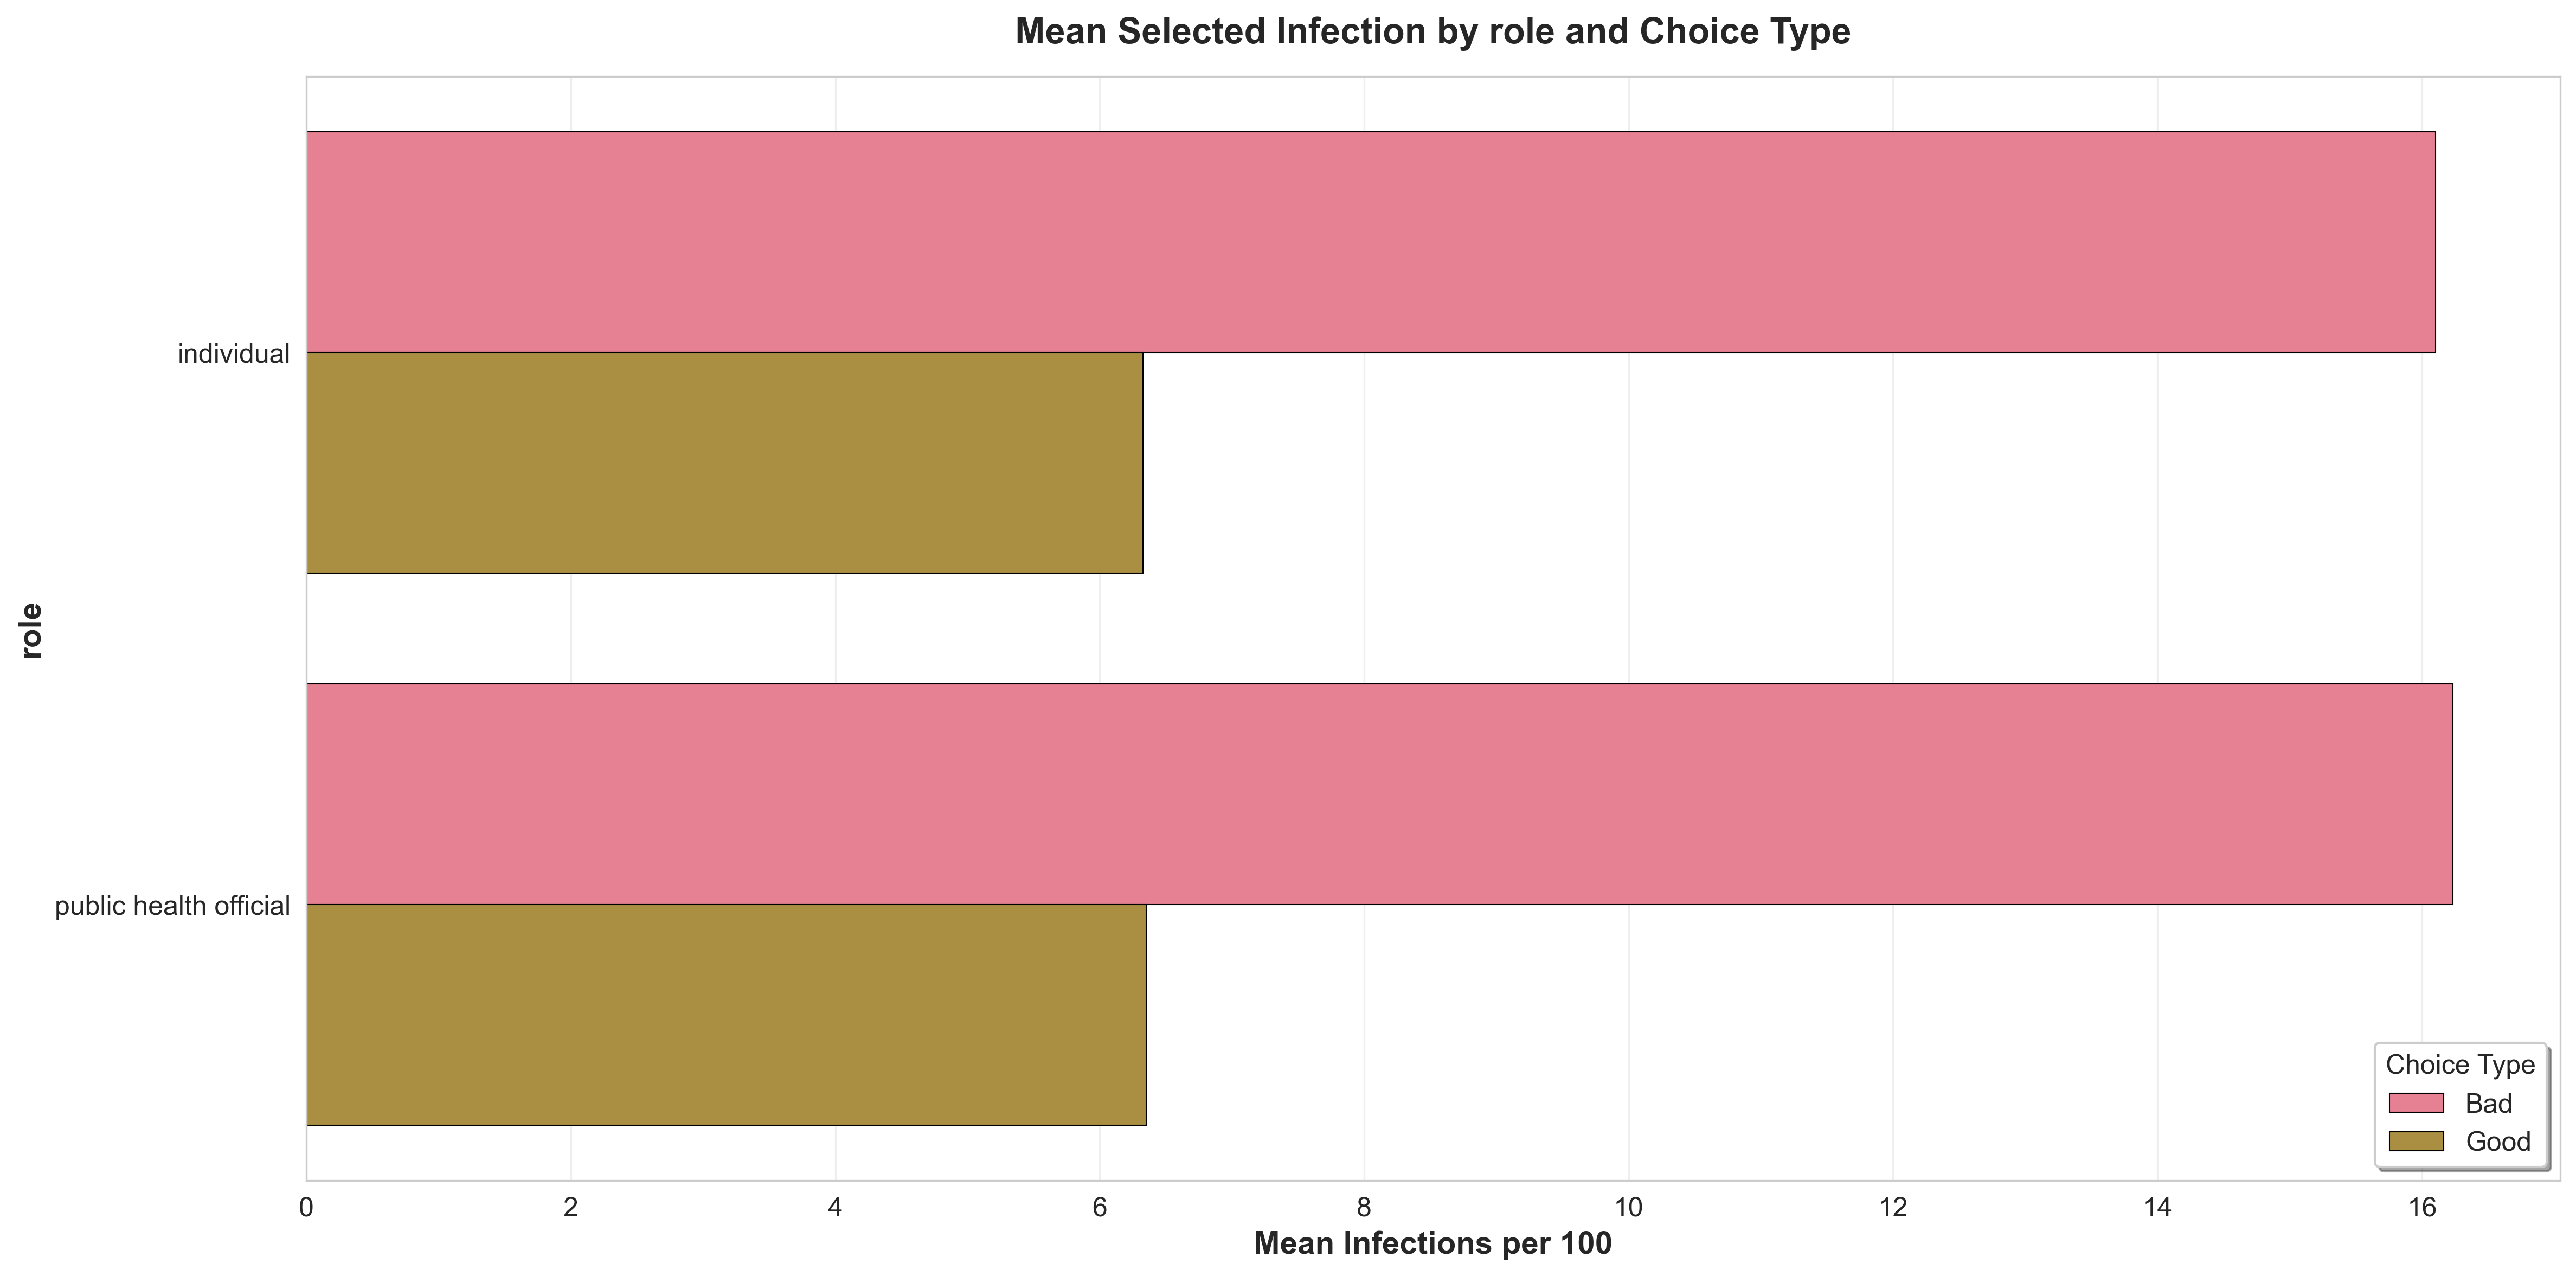 Mean Selected Infection by role and Choice Type
role
individual
public health official
Choice Type
Bad
Good
0 2 4 6 8 10 12 14 16
Mean Infections per 100